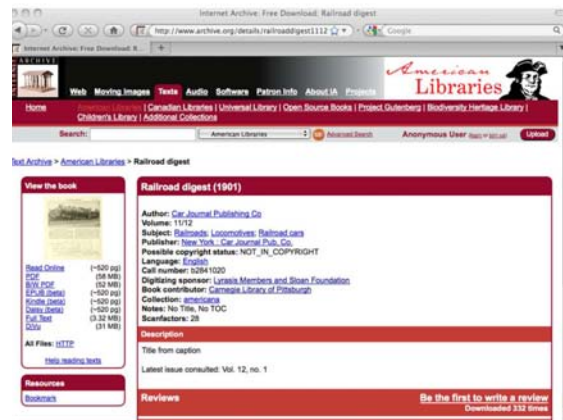 Internet Archive: Free Download: Railroad digest
http://www.archive.org/details/railroaddigest1112
Google
Internet Archive: Free Download: R...
ARCHIVE
American
Libraries
Web Moving Images Texts Audio Software Patron Info About IA Projects
Home American Libraries | Canadian Libraries | Universal Library | Open Source Books | Project Gutenberg | Biodiversity Heritage Library |
Children's Library | Additional Collections
Search: American Libraries GO! Advanced Search Anonymous User (login or join us) Upload
Text Archive > American Libraries > Railroad digest
View the book
Read Online (~520 pg)
PDF (58 MB)
B/W PDF (52 MB)
EPUB (beta) (~520 pg)
Kindle (beta) (~520 pg)
Daisy (beta) (~520 pg)
Full Text (3.32 MB)
DjVu (31 MB)
All Files: HTTP
Help reading texts
Resources
Bookmark
Railroad digest (1901)
Author: Car Journal Publishing Co
Volume: 11/12
Subject: Railroads; Locomotives; Railroad cars
Publisher: New York : Car Journal Pub. Co.
Possible copyright status: NOT_IN_COPYRIGHT
Language: English
Call number: b2841020
Digitizing sponsor: Lyrasis Members and Sloan Foundation
Book contributor: Carnegie Library of Pittsburgh
Collection: americana
Notes: No Title, No TOC
Scanfactors: 28
Description
Title from caption
Latest issue consulted: Vol. 12, no. 1
Reviews
Be the first to write a review
Downloaded 332 times